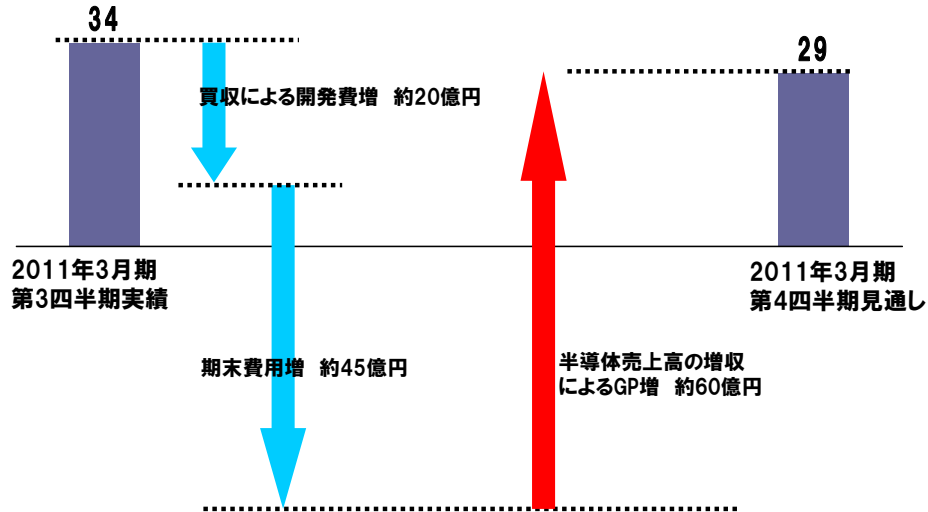 34
29
買収による開発費増　約20億円
2011年3月期
第3四半期実績
2011年3月期
第4四半期見通し
期末費用増　約45億円
半導体売上高の増収
によるGP増　約60億円